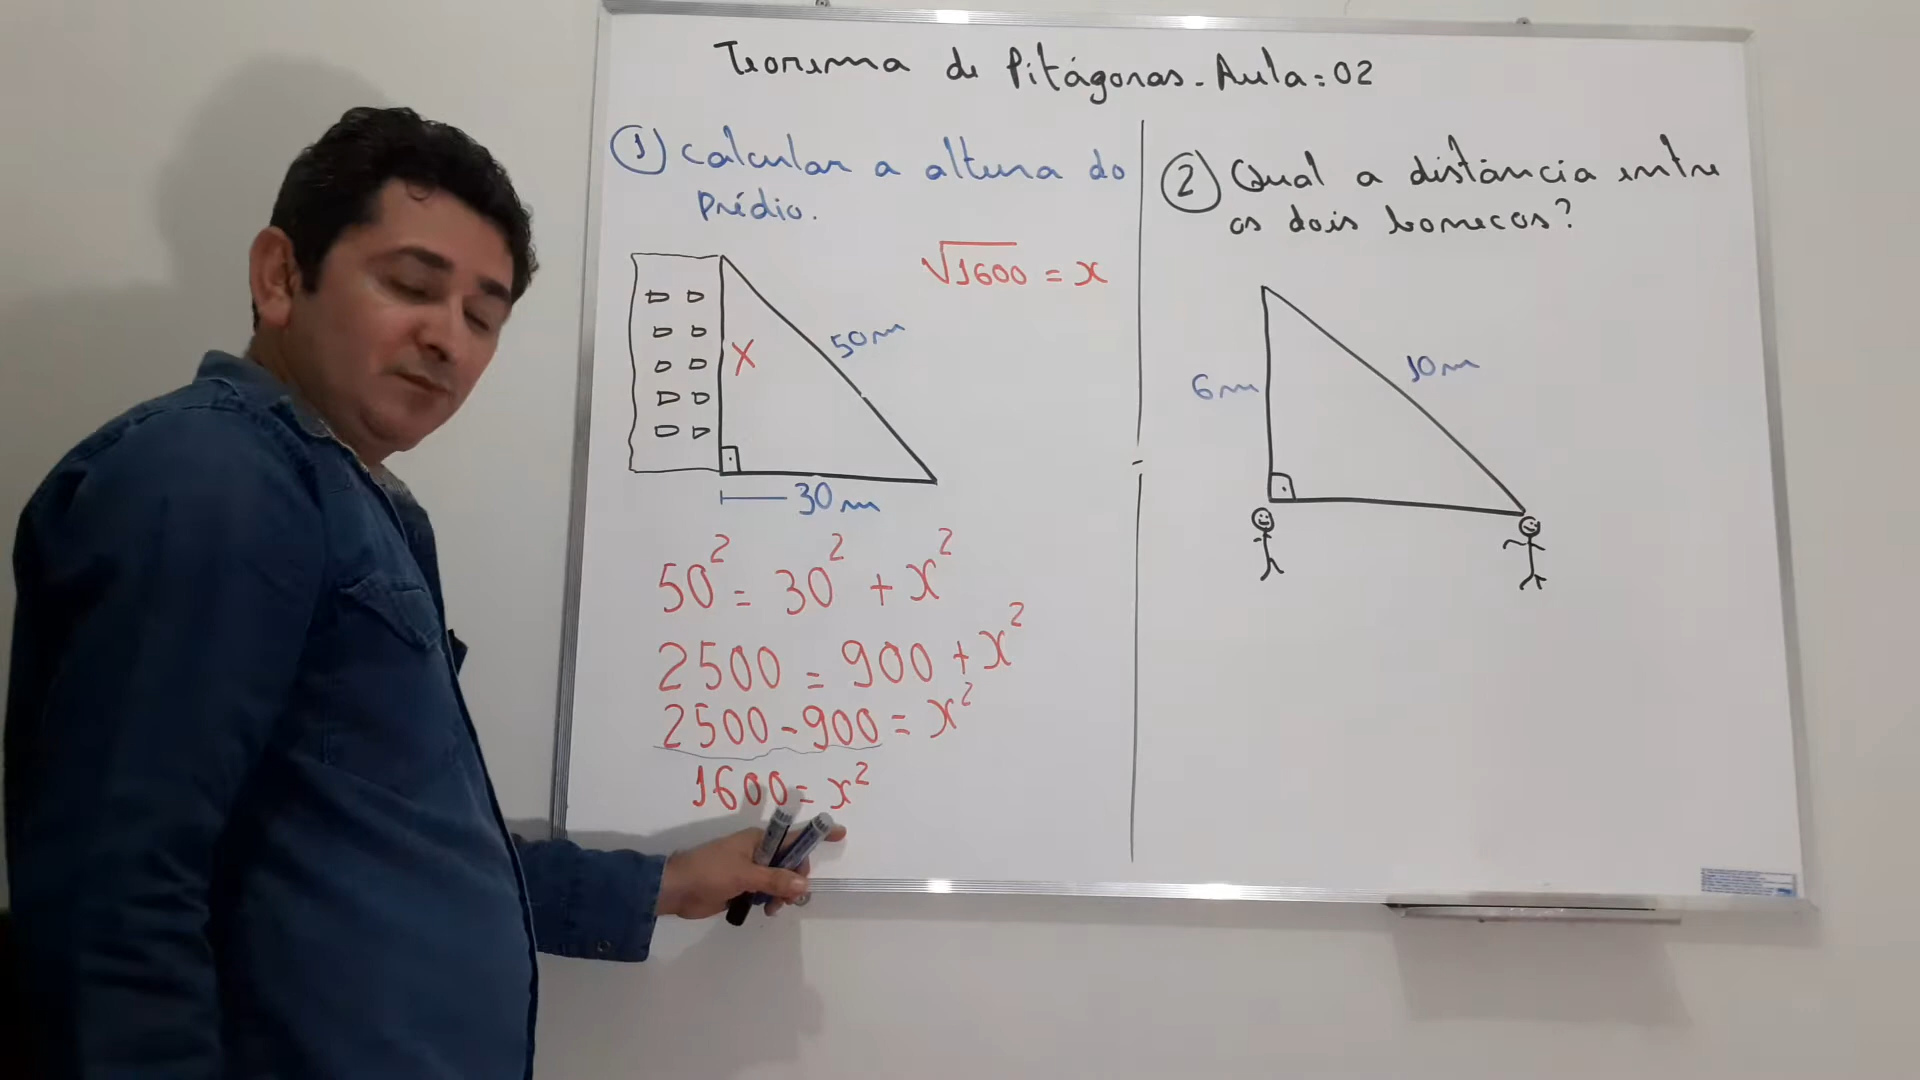 Teorema de Pitágoras. Aula: 02
1) Calcular a altura do
prédio.
√1600 = x
X
50m
30 m
50² = 30² + x²
2500 = 900 + x²
2500 - 900 = x²
1600 = x²
2) Qual a distância entre
os dois bonecos?
6m
10m